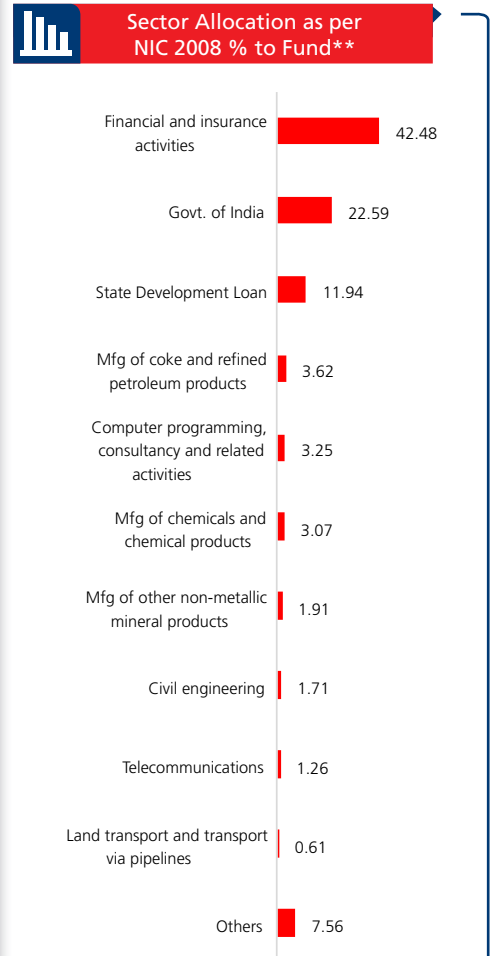 Sector Allocation as per
NIC 2008 % to Fund**
Financial and insurance
activities
42.48
Govt. of India
22.59
State Development Loan
11.94
Mfg of coke and refined
petroleum products
3.62
Computer programming,
consultancy and related
activities
3.25
Mfg of chemicals and
chemical products
3.07
Mfg of other non-metallic
mineral products
1.91
Civil engineering
1.71
Telecommunications
1.26
Land transport and transport
via pipelines
0.61
Others
7.56